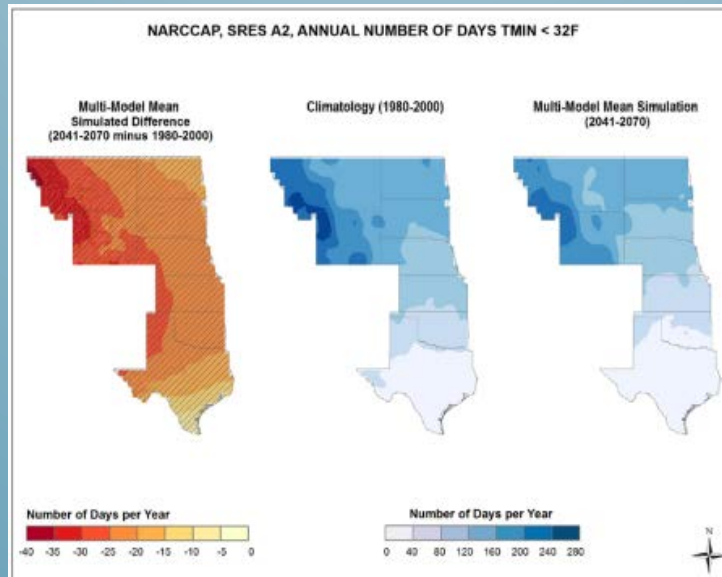 NARCCAP, SRES A2, ANNUAL NUMBER OF DAYS TMIN < 32F
Multi-Model Mean
Simulated Difference
(2041-2070 minus 1980-2000)
Climatology (1980-2000)
Multi-Model Mean Simulation
(2041-2070)
Number of Days per Year
-40 -35 -30 -25 -20 -15 -10 -5 0
Number of Days per Year
0 40 80 120 160 200 240 280
N